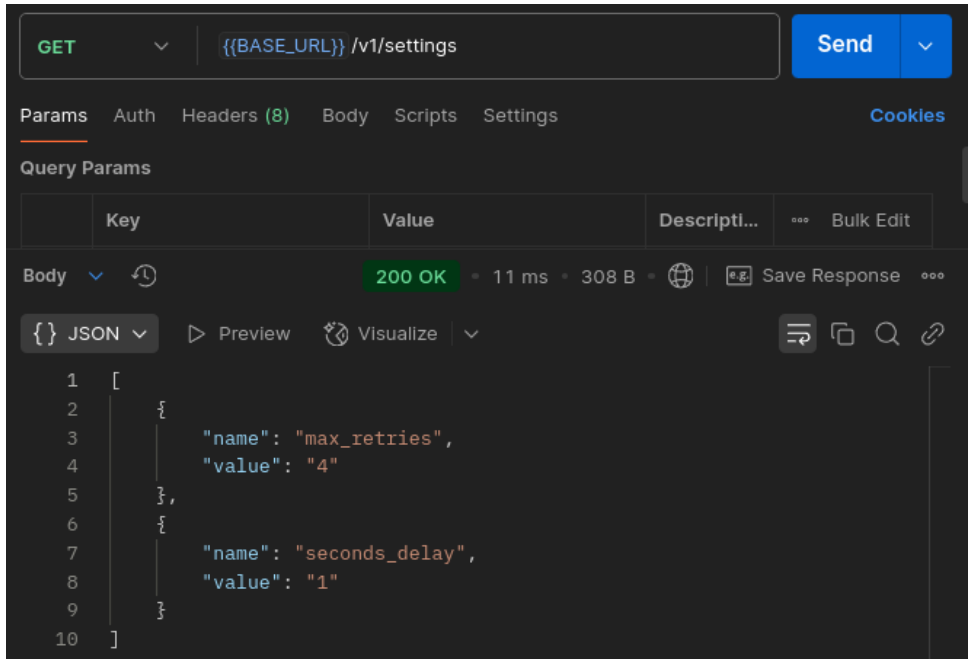 GET {{BASE_URL}} /v1/settings Send
Params Auth Headers (8) Body Scripts Settings Cookies
Query Params
Key Value Descripti... Bulk Edit
Body 200 OK • 11 ms • 308 B • e.g. Save Response
{} JSON Preview Visualize
1 [
2 {
3 "name": "max_retries",
4 "value": "4"
5 },
6 {
7 "name": "seconds_delay",
8 "value": "1"
9 }
10 ]